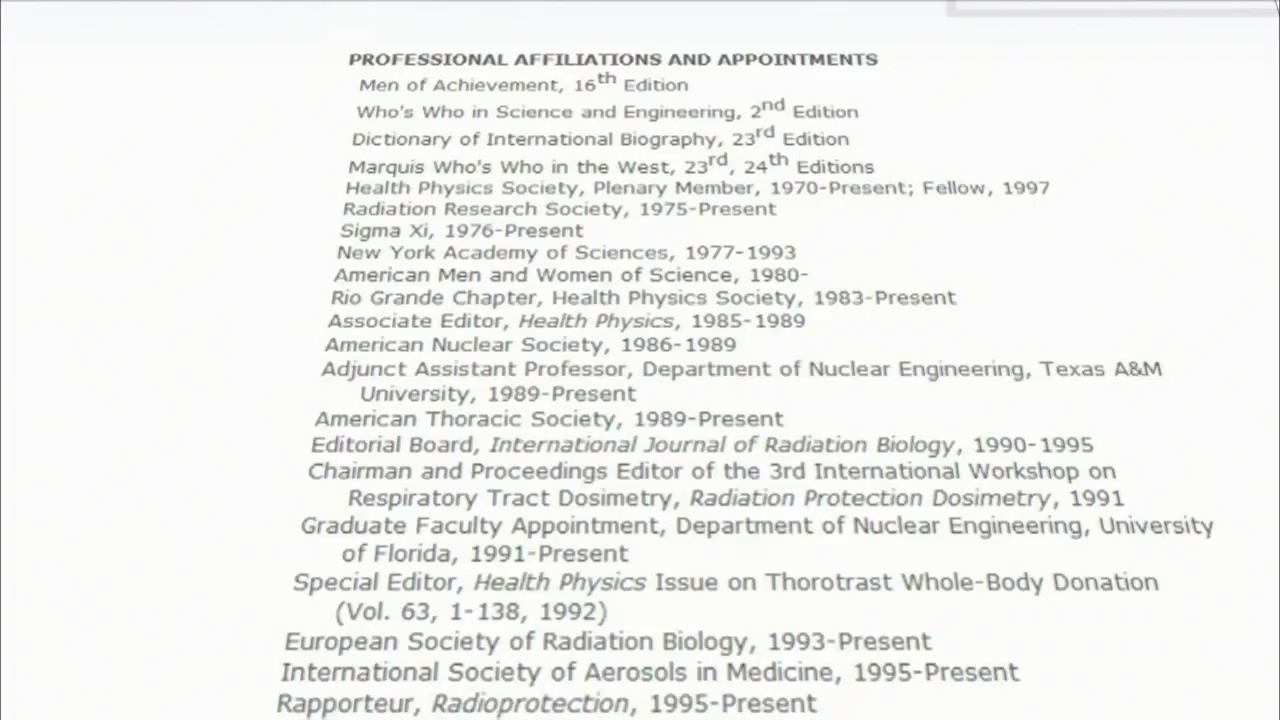 PROFESSIONAL AFFILIATIONS AND APPOINTMENTS
Men of Achievement, 16th Edition
Who's Who in Science and Engineering, 2nd Edition
Dictionary of International Biography, 23rd Edition
Marquis Who's Who in the West, 23rd, 24th Editions
Health Physics Society, Plenary Member, 1970-Present; Fellow, 1997
Radiation Research Society, 1975-Present
Sigma Xi, 1976-Present
New York Academy of Sciences, 1977-1993
American Men and Women of Science, 1980-
Rio Grande Chapter, Health Physics Society, 1983-Present
Associate Editor, Health Physics, 1985-1989
American Nuclear Society, 1986-1989
Adjunct Assistant Professor, Department of Nuclear Engineering, Texas A&M
University, 1989-Present
American Thoracic Society, 1989-Present
Editorial Board, International Journal of Radiation Biology, 1990-1995
Chairman and Proceedings Editor of the 3rd International Workshop on
Respiratory Tract Dosimetry, Radiation Protection Dosimetry, 1991
Graduate Faculty Appointment, Department of Nuclear Engineering, University
of Florida, 1991-Present
Special Editor, Health Physics Issue on Thorotrast Whole-Body Donation
(Vol. 63, 1-138, 1992)
European Society of Radiation Biology, 1993-Present
International Society of Aerosols in Medicine, 1995-Present
Rapporteur, Radioprotection, 1995-Present